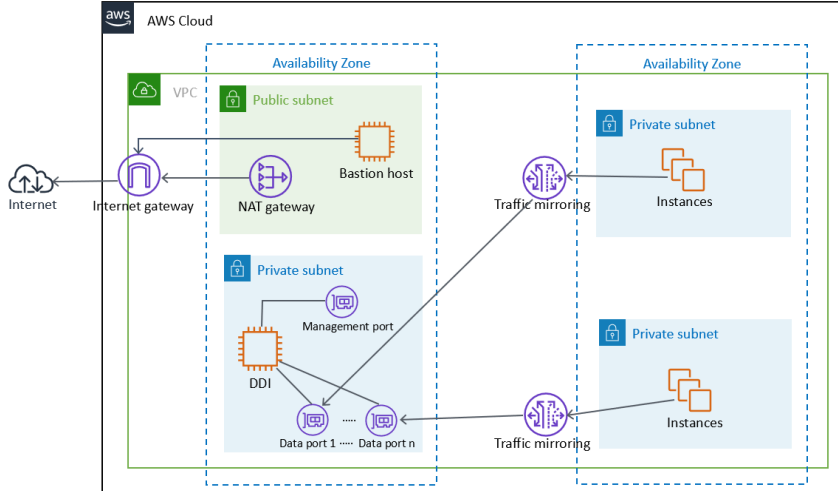 aws
AWS Cloud
Availability Zone
Availability Zone
VPC
Public subnet
Private subnet
Bastion host
Instances
Internet
Internet gateway
NAT gateway
Traffic mirroring
Private subnet
Management port
Private subnet
DDI
Instances
Data port 1 ..... Data port n
.....
Traffic mirroring